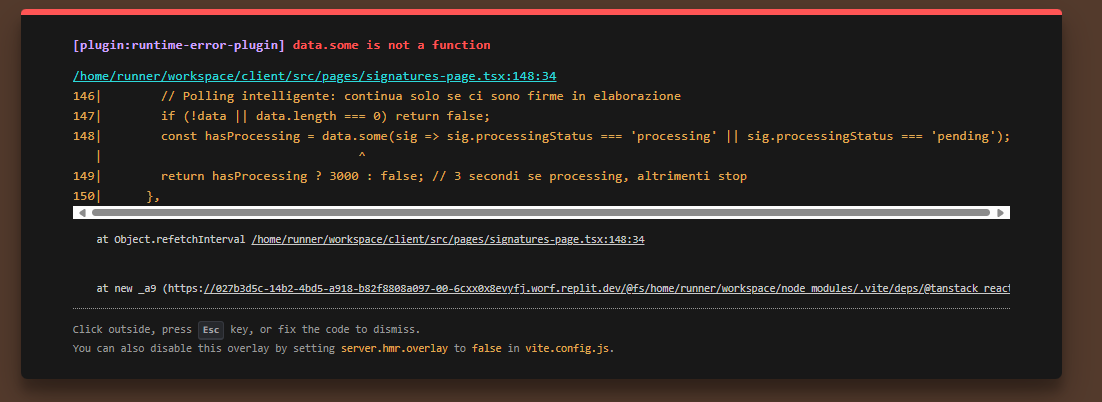 [plugin:runtime-error-plugin] data.some is not a function
/home/runner/workspace/client/src/pages/signatures-page.tsx:148:34
146|        // Polling intelligente: continua solo se ci sono firme in elaborazione
147|        if (!data || data.length === 0) return false;
148|        const hasProcessing = data.some(sig => sig.processingStatus === 'processing' || sig.processingStatus === 'pending');
   |                                  ^
149|        return hasProcessing ? 3000 : false; // 3 secondi se processing, altrimenti stop
150|      },
at Object.refetchInterval /home/runner/workspace/client/src/pages/signatures-page.tsx:148:34
at new _a9 (https://027b3d5c-14b2-4bd5-a918-b82f8808a097-00-6cxx0x8evyfj.worf.replit.dev/@fs/home/runner/workspace/node_modules/.vite/deps/@tanstack_react
Click outside, press Esc key, or fix the code to dismiss.
You can also disable this overlay by setting server.hmr.overlay to false in vite.config.js.